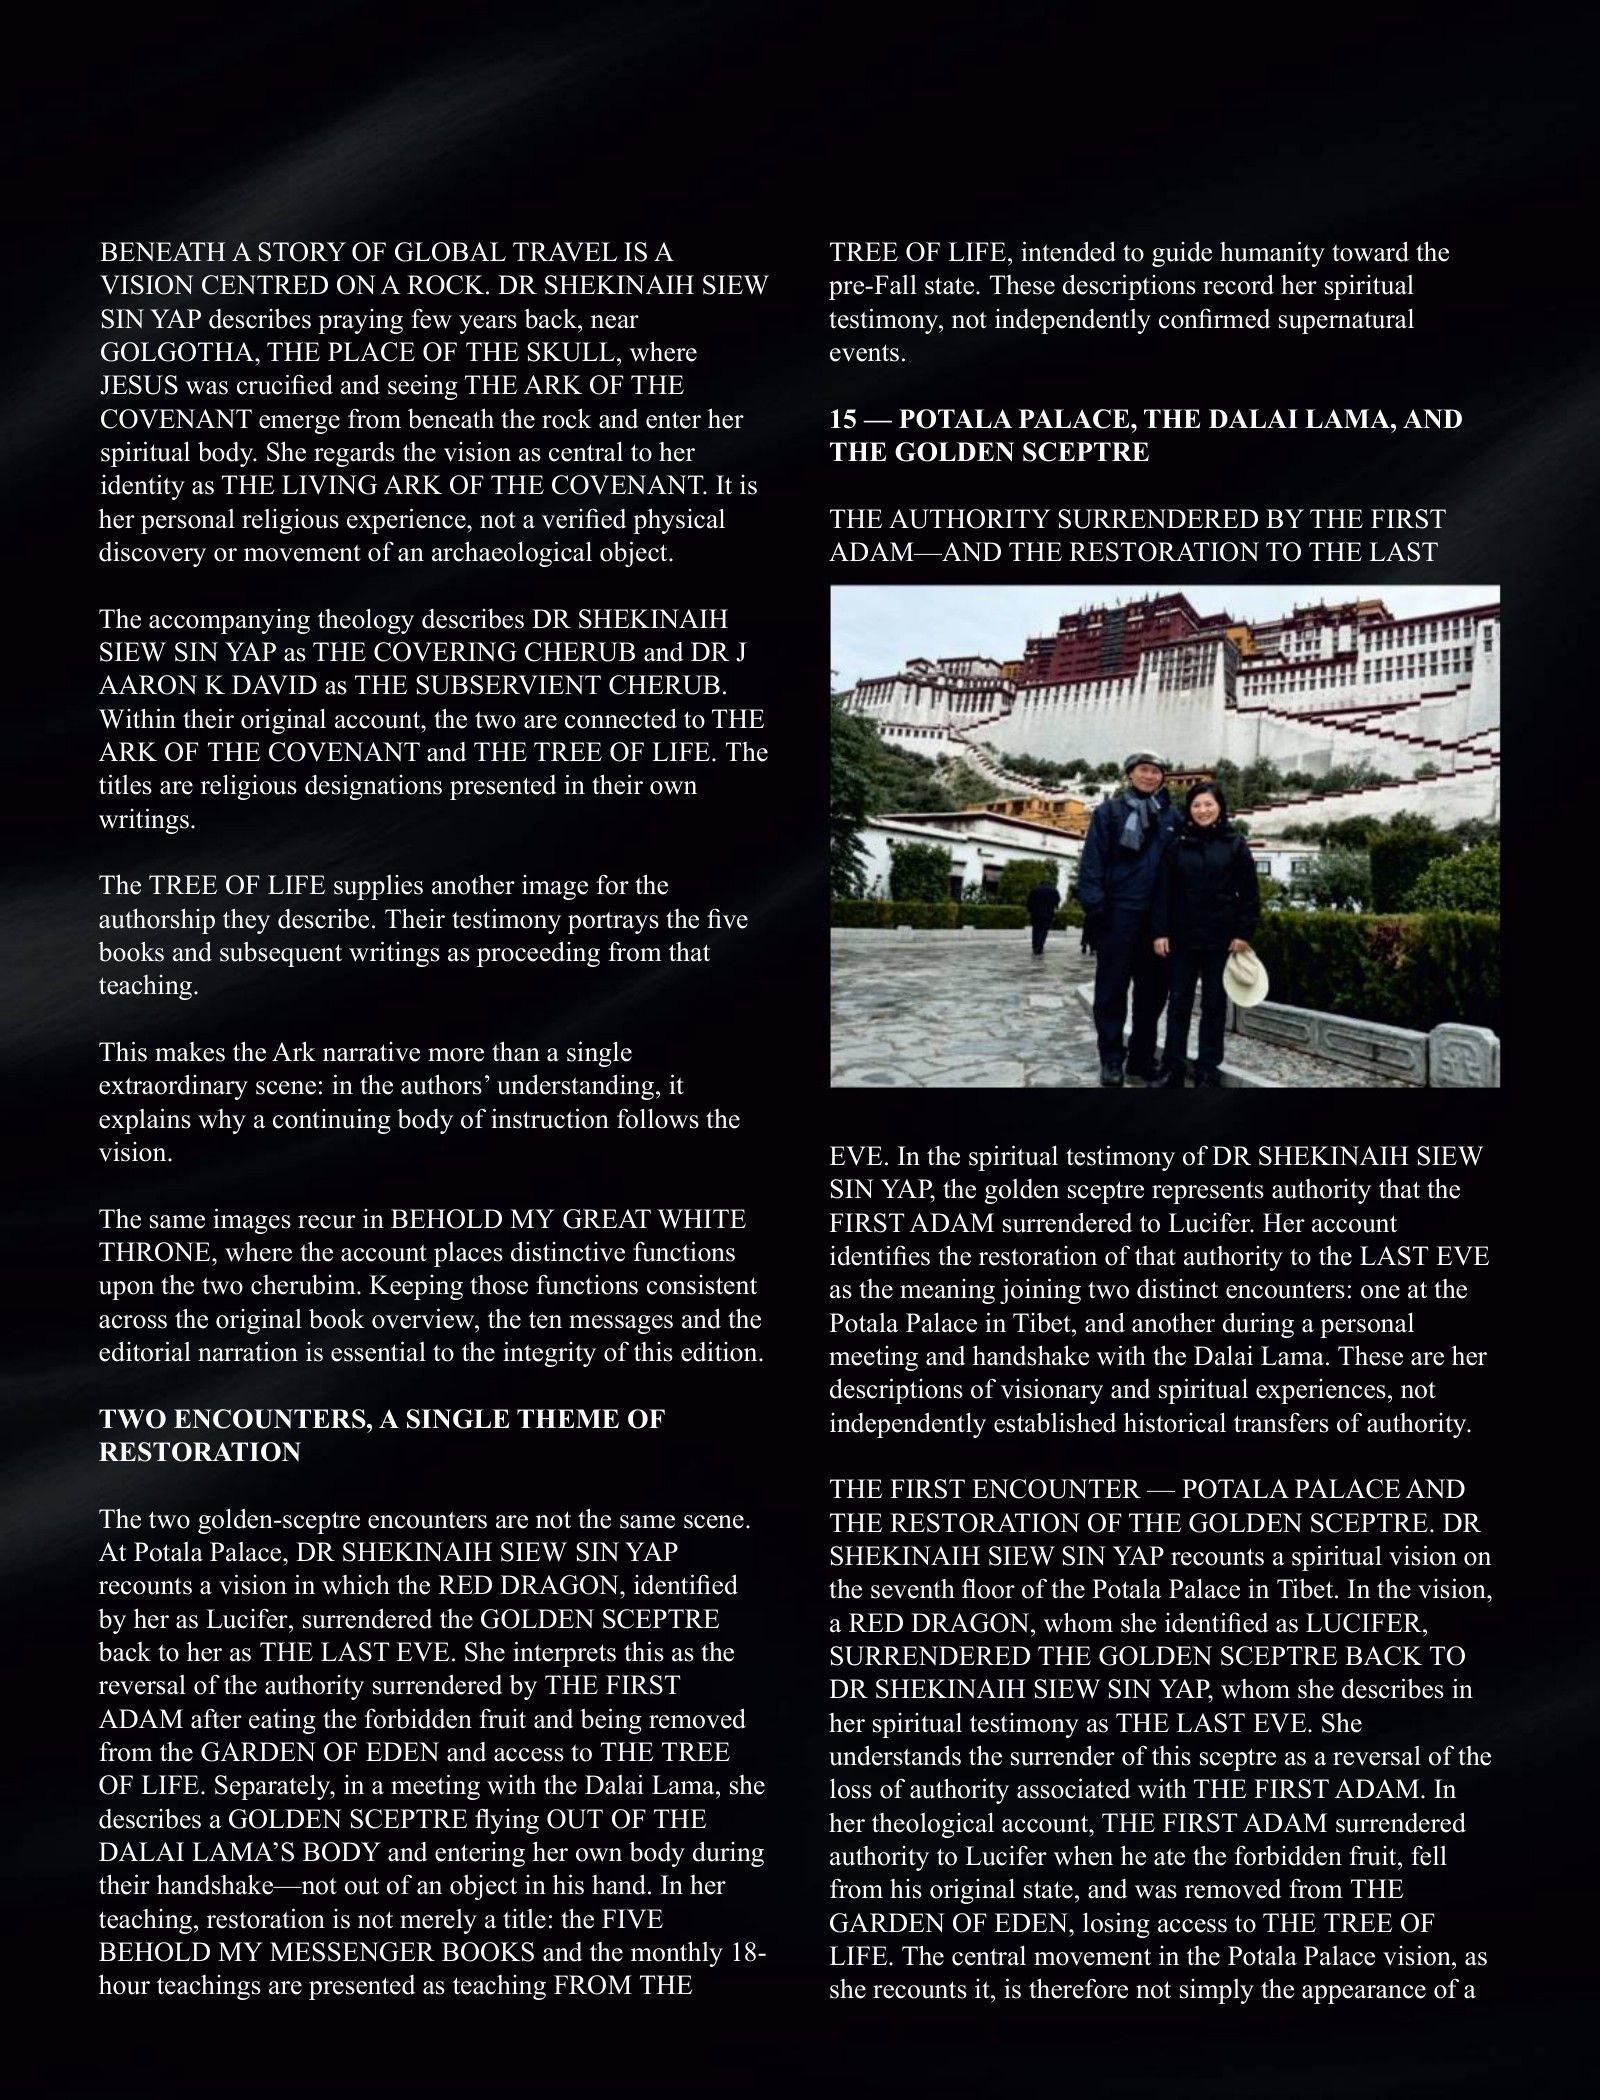 BENEATH A STORY OF GLOBAL TRAVEL IS A
VISION CENTRED ON A ROCK. DR SHEKINAIH SIEW
SIN YAP describes praying few years back, near
GOLGOTHA, THE PLACE OF THE SKULL, where
JESUS was crucified and seeing THE ARK OF THE
COVENANT emerge from beneath the rock and enter her
spiritual body. She regards the vision as central to her
identity as THE LIVING ARK OF THE COVENANT. It is
her personal religious experience, not a verified physical
discovery or movement of an archaeological object.
The accompanying theology describes DR SHEKINAIH
SIEW SIN YAP as THE COVERING CHERUB and DR J
AARON K DAVID as THE SUBSERVIENT CHERUB.
Within their original account, the two are connected to THE
ARK OF THE COVENANT and THE TREE OF LIFE. The
titles are religious designations presented in their own
writings.
The TREE OF LIFE supplies another image for the
authorship they describe. Their testimony portrays the five
books and subsequent writings as proceeding from that
teaching.
This makes the Ark narrative more than a single
extraordinary scene: in the authors’ understanding, it
explains why a continuing body of instruction follows the
vision.
The same images recur in BEHOLD MY GREAT WHITE
THRONE, where the account places distinctive functions
upon the two cherubim. Keeping those functions consistent
across the original book overview, the ten messages and the
editorial narration is essential to the integrity of this edition.
TWO ENCOUNTERS, A SINGLE THEME OF
RESTORATION
The two golden-sceptre encounters are not the same scene.
At Potala Palace, DR SHEKINAIH SIEW SIN YAP
recounts a vision in which the RED DRAGON, identified
by her as Lucifer, surrendered the GOLDEN SCEPTRE
back to her as THE LAST EVE. She interprets this as the
reversal of the authority surrendered by THE FIRST
ADAM after eating the forbidden fruit and being removed
from the GARDEN OF EDEN and access to THE TREE
OF LIFE. Separately, in a meeting with the Dalai Lama, she
describes a GOLDEN SCEPTRE flying OUT OF THE
DALAI LAMA’S BODY and entering her own body during
their handshake—not out of an object in his hand. In her
teaching, restoration is not merely a title: the FIVE
BEHOLD MY MESSENGER BOOKS and the monthly 18-
hour teachings are presented as teaching FROM THE
TREE OF LIFE, intended to guide humanity toward the
pre-Fall state. These descriptions record her spiritual
testimony, not independently confirmed supernatural
events.
15 — POTALA PALACE, THE DALAI LAMA, AND
THE GOLDEN SCEPTRE
THE AUTHORITY SURRENDERED BY THE FIRST
ADAM—AND THE RESTORATION TO THE LAST
EVE. In the spiritual testimony of DR SHEKINAIH SIEW
SIN YAP, the golden sceptre represents authority that the
FIRST ADAM surrendered to Lucifer. Her account
identifies the restoration of that authority to the LAST EVE
as the meaning joining two distinct encounters: one at the
Potala Palace in Tibet, and another during a personal
meeting and handshake with the Dalai Lama. These are her
descriptions of visionary and spiritual experiences, not
independently established historical transfers of authority.
THE FIRST ENCOUNTER — POTALA PALACE AND
THE RESTORATION OF THE GOLDEN SCEPTRE. DR
SHEKINAIH SIEW SIN YAP recounts a spiritual vision on
the seventh floor of the Potala Palace in Tibet. In the vision,
a RED DRAGON, whom she identified as LUCIFER,
SURRENDERED THE GOLDEN SCEPTRE BACK TO
DR SHEKINAIH SIEW SIN YAP, whom she describes in
her spiritual testimony as THE LAST EVE. She
understands the surrender of this sceptre as a reversal of the
loss of authority associated with THE FIRST ADAM. In
her theological account, THE FIRST ADAM surrendered
authority to Lucifer when he ate the forbidden fruit, fell
from his original state, and was removed from THE
GARDEN OF EDEN, losing access to THE TREE OF
LIFE. The central movement in the Potala Palace vision, as
she recounts it, is therefore not simply the appearance of a